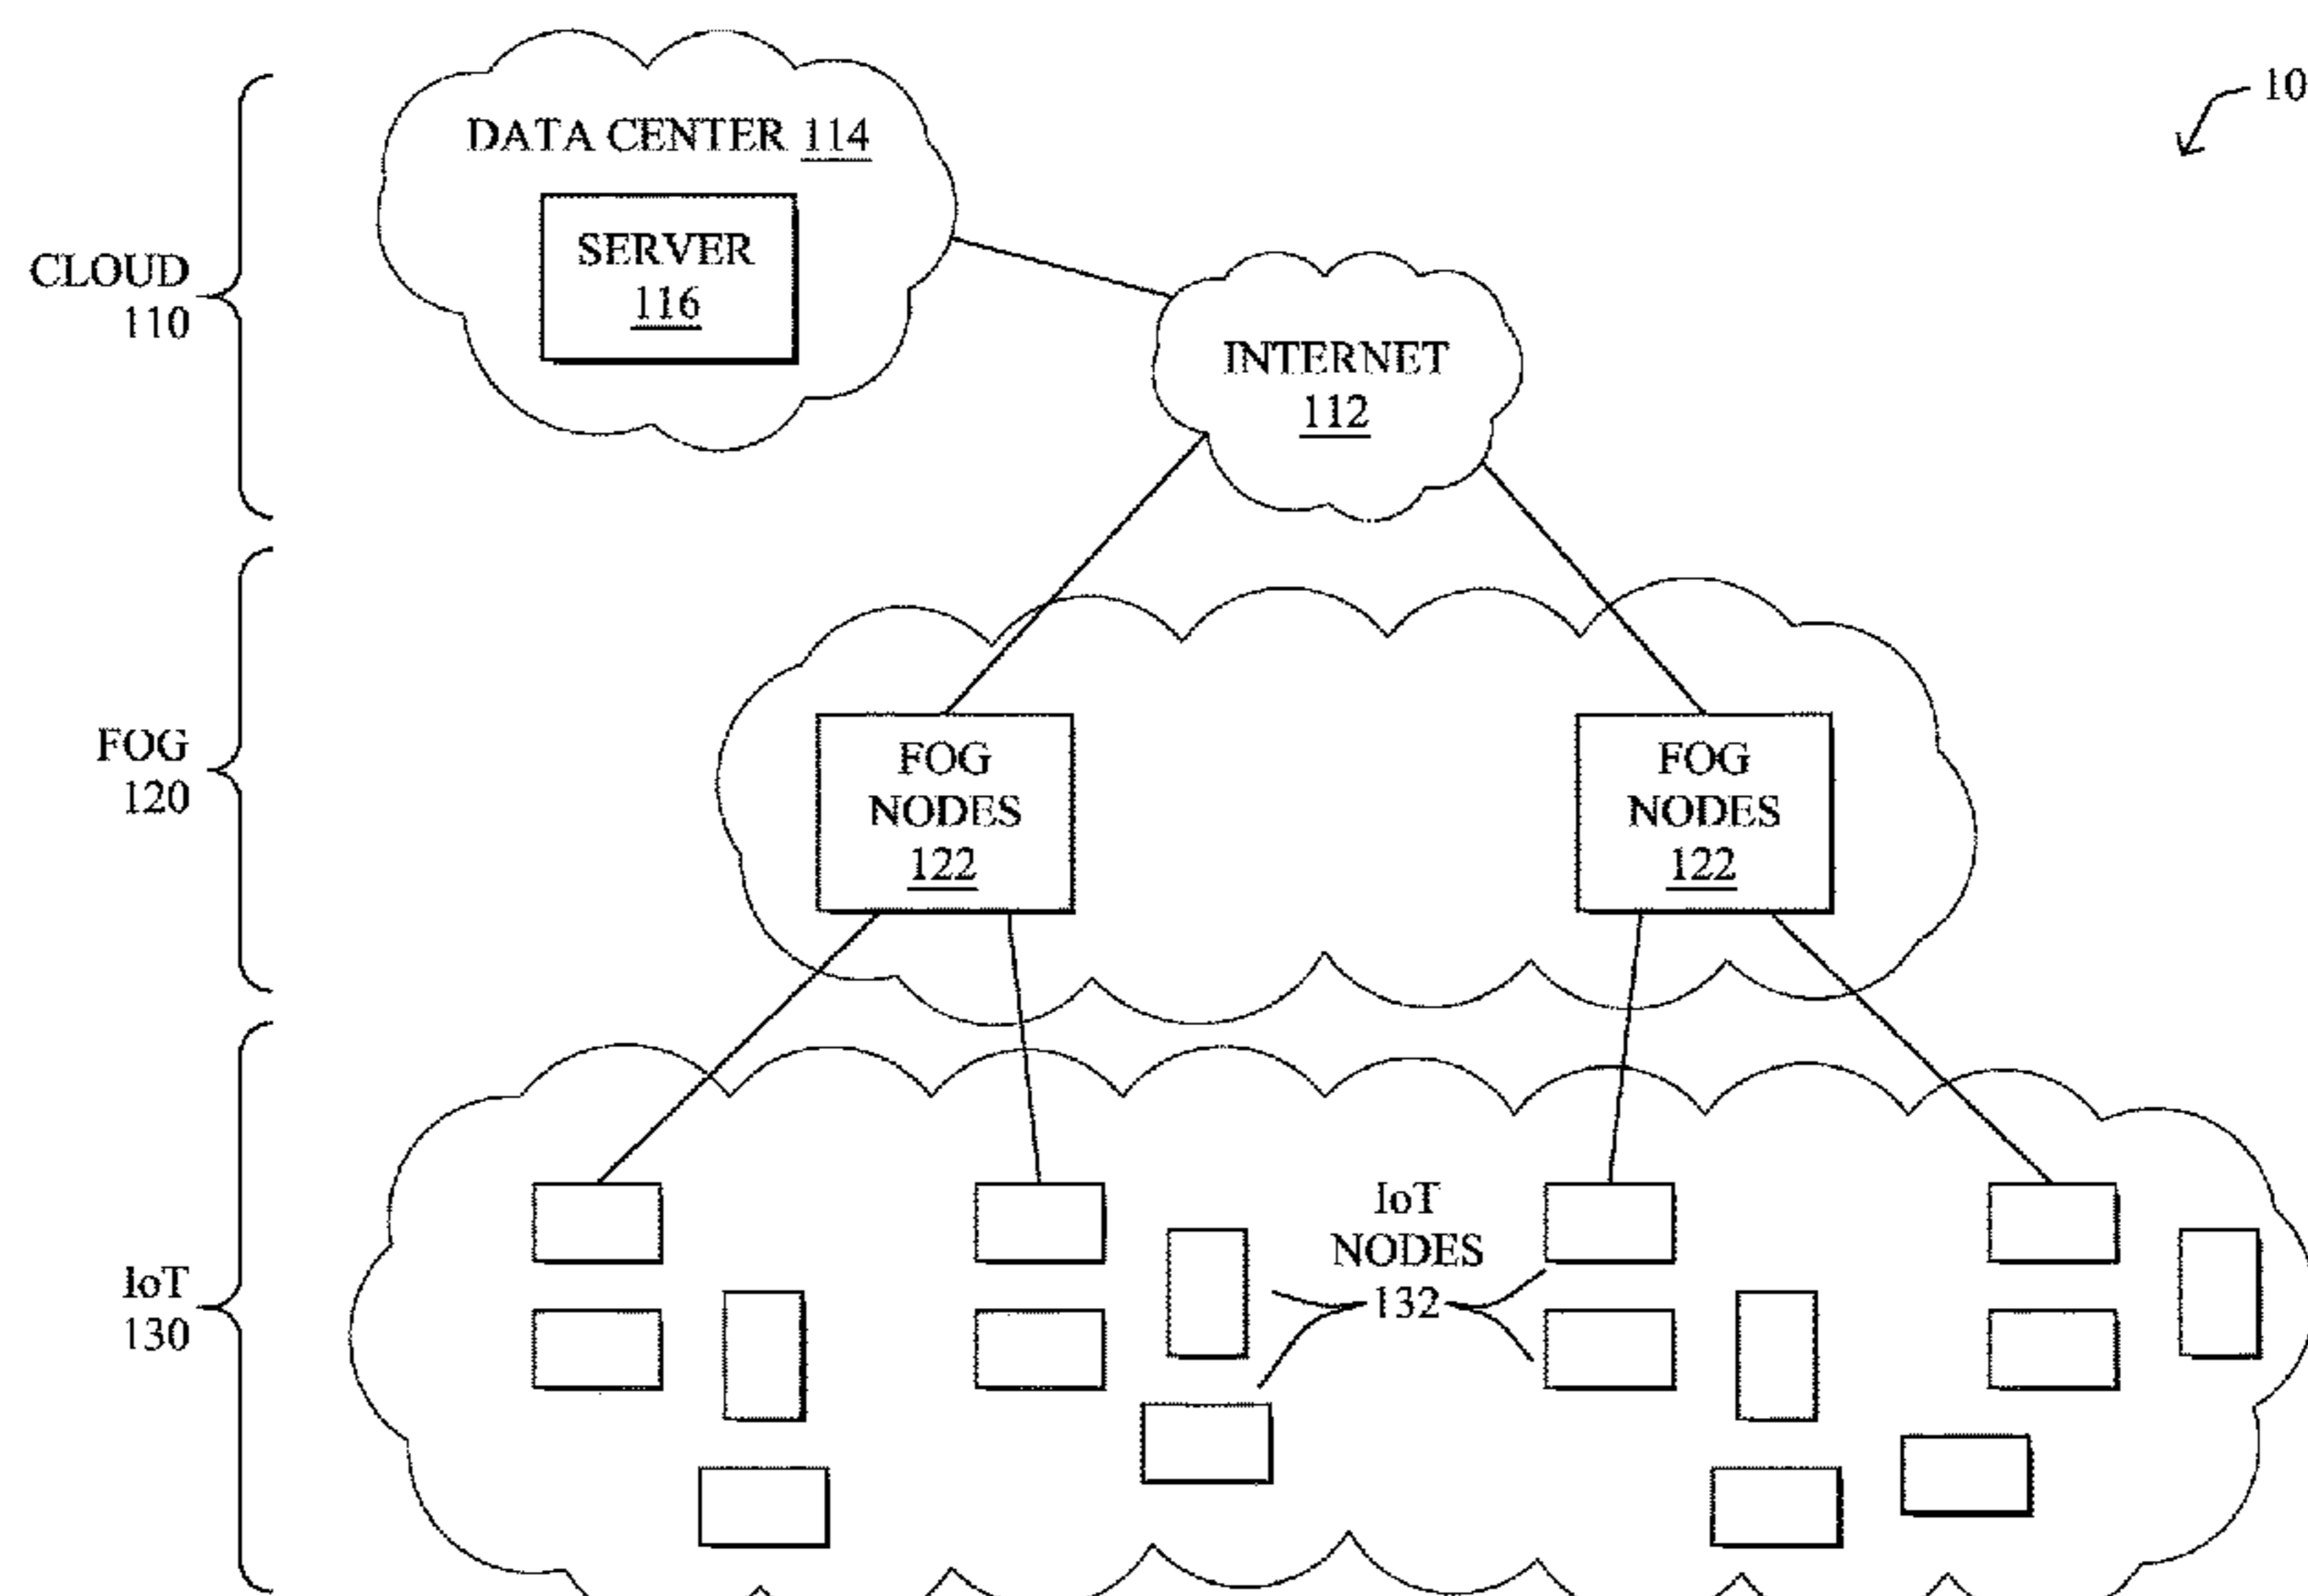 10
DATA CENTER 114
SERVER
116
CLOUD
110
INTERNET
112
FOG
120
FOG
NODES
122
FOG
NODES
122
IoT
130
IoT
NODES
132